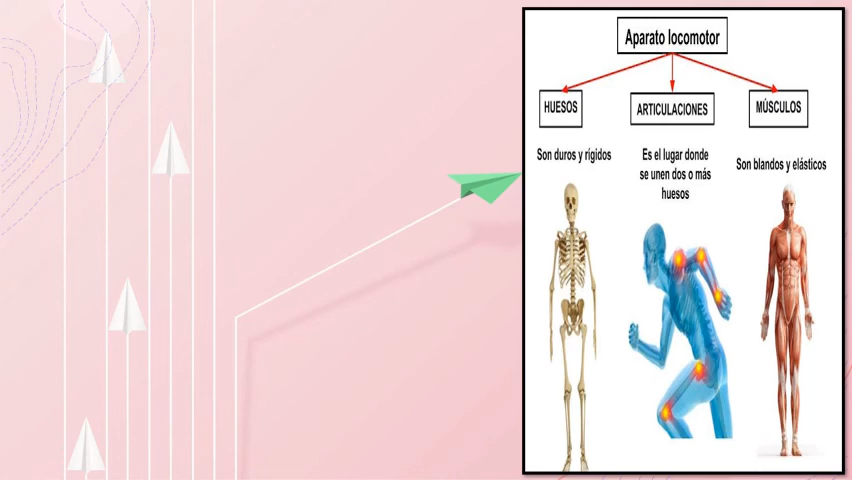 Aparato locomotor
HUESOS
ARTICULACIONES
MÚSCULOS
Son duros y rígidos
Es el lugar donde
se unen dos o más
huesos
Son blandos y elásticos